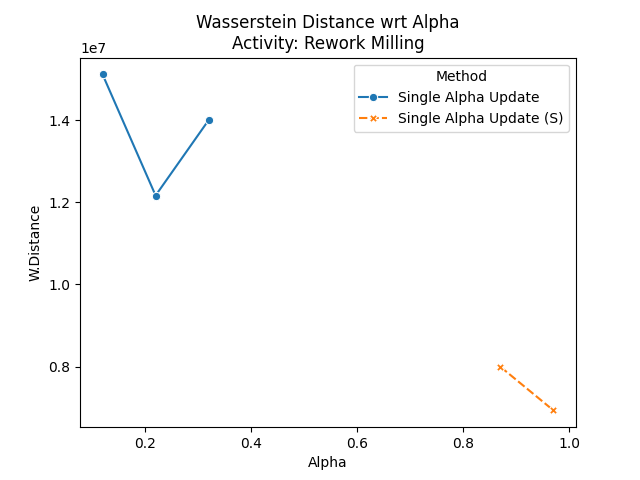 Wasserstein Distance wrt Alpha
Activity: Rework Milling
1e7
Method
Single Alpha Update
Single Alpha Update (S)
1.4
1.2
1.0
0.8
W.Distance
0.2 0.4 0.6 0.8 1.0
Alpha